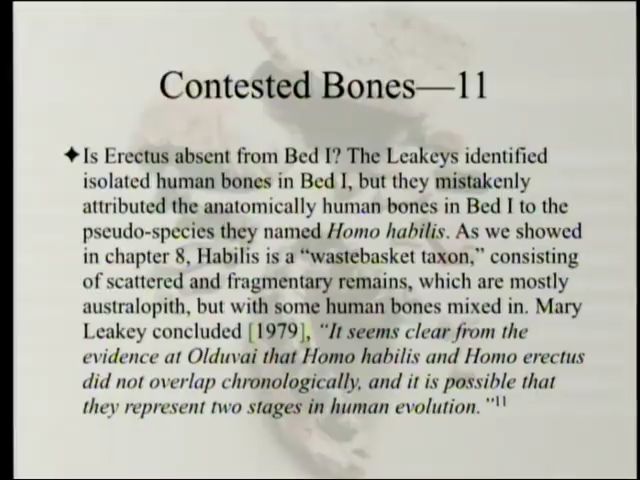 Contested Bones—11
✦Is Erectus absent from Bed I? The Leakeys identified
isolated human bones in Bed I, but they mistakenly
attributed the anatomically human bones in Bed I to the
pseudo-species they named Homo habilis. As we showed
in chapter 8, Habilis is a “wastebasket taxon,” consisting
of scattered and fragmentary remains, which are mostly
australopith, but with some human bones mixed in. Mary
Leakey concluded [1979], “It seems clear from the
evidence at Olduvai that Homo habilis and Homo erectus
did not overlap chronologically, and it is possible that
they represent two stages in human evolution.”11